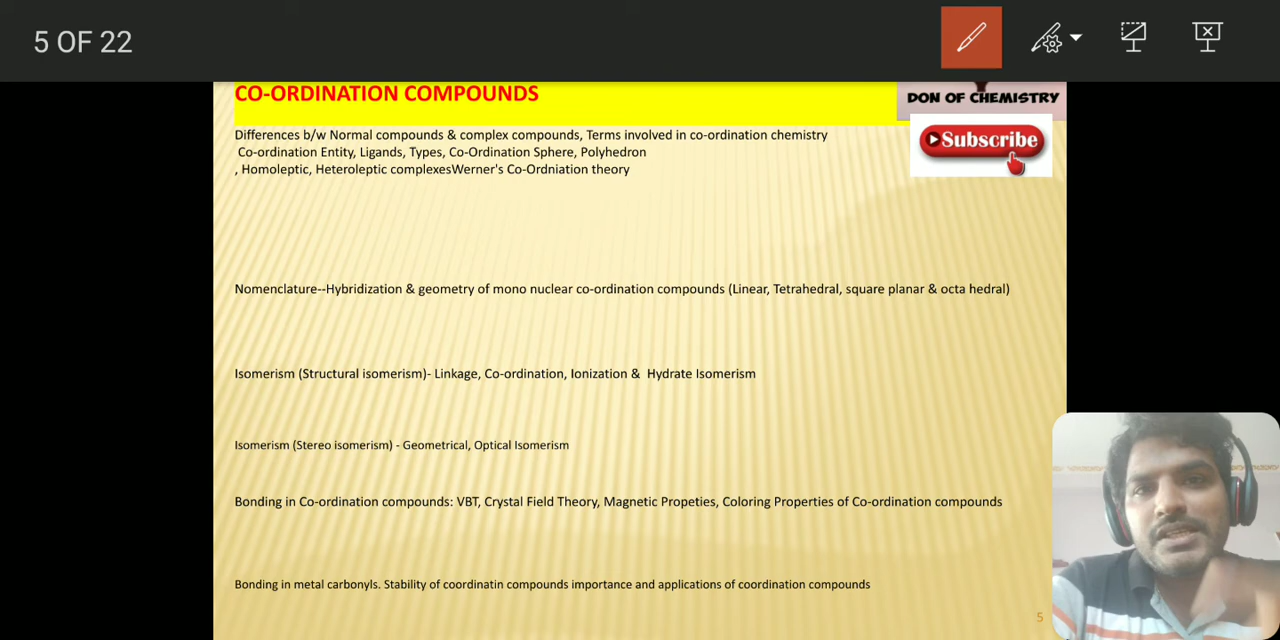 5 OF 22
CO-ORDINATION COMPOUNDS
DON OF CHEMISTRY
Subscribe
Differences b/w Normal compounds & complex compounds, Terms involved in co-ordination chemistry
Co-ordination Entity, Ligands, Types, Co-Ordination Sphere, Polyhedron
, Homoleptic, Heteroleptic complexesWerner's Co-Ordniation theory
Nomenclature--Hybridization & geometry of mono nuclear co-ordination compounds (Linear, Tetrahedral, square planar & octa hedral)
Isomerism (Structural isomerism)- Linkage, Co-ordination, Ionization & Hydrate Isomerism
Isomerism (Stereo isomerism) - Geometrical, Optical Isomerism
Bonding in Co-ordination compounds: VBT, Crystal Field Theory, Magnetic Propeties, Coloring Properties of Co-ordination compounds
Bonding in metal carbonyls. Stability of coordinatin compounds importance and applications of coordination compounds
5